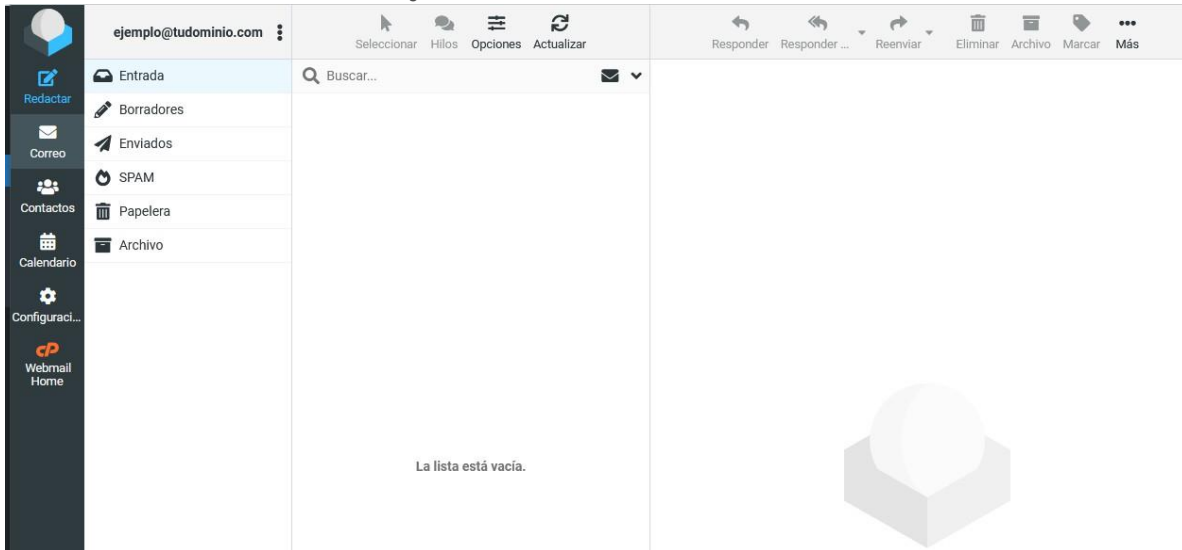 ejemplo@tudominio.com
Seleccionar Hilos Opciones Actualizar
Responder Responder ... Reenviar Eliminar Archivo Marcar Más
Redactar
Correo
Contactos
Calendario
Configuraci...
cP
Webmail
Home
Entrada
Borradores
Enviados
SPAM
Papelera
Archivo
Buscar...
La lista está vacía.